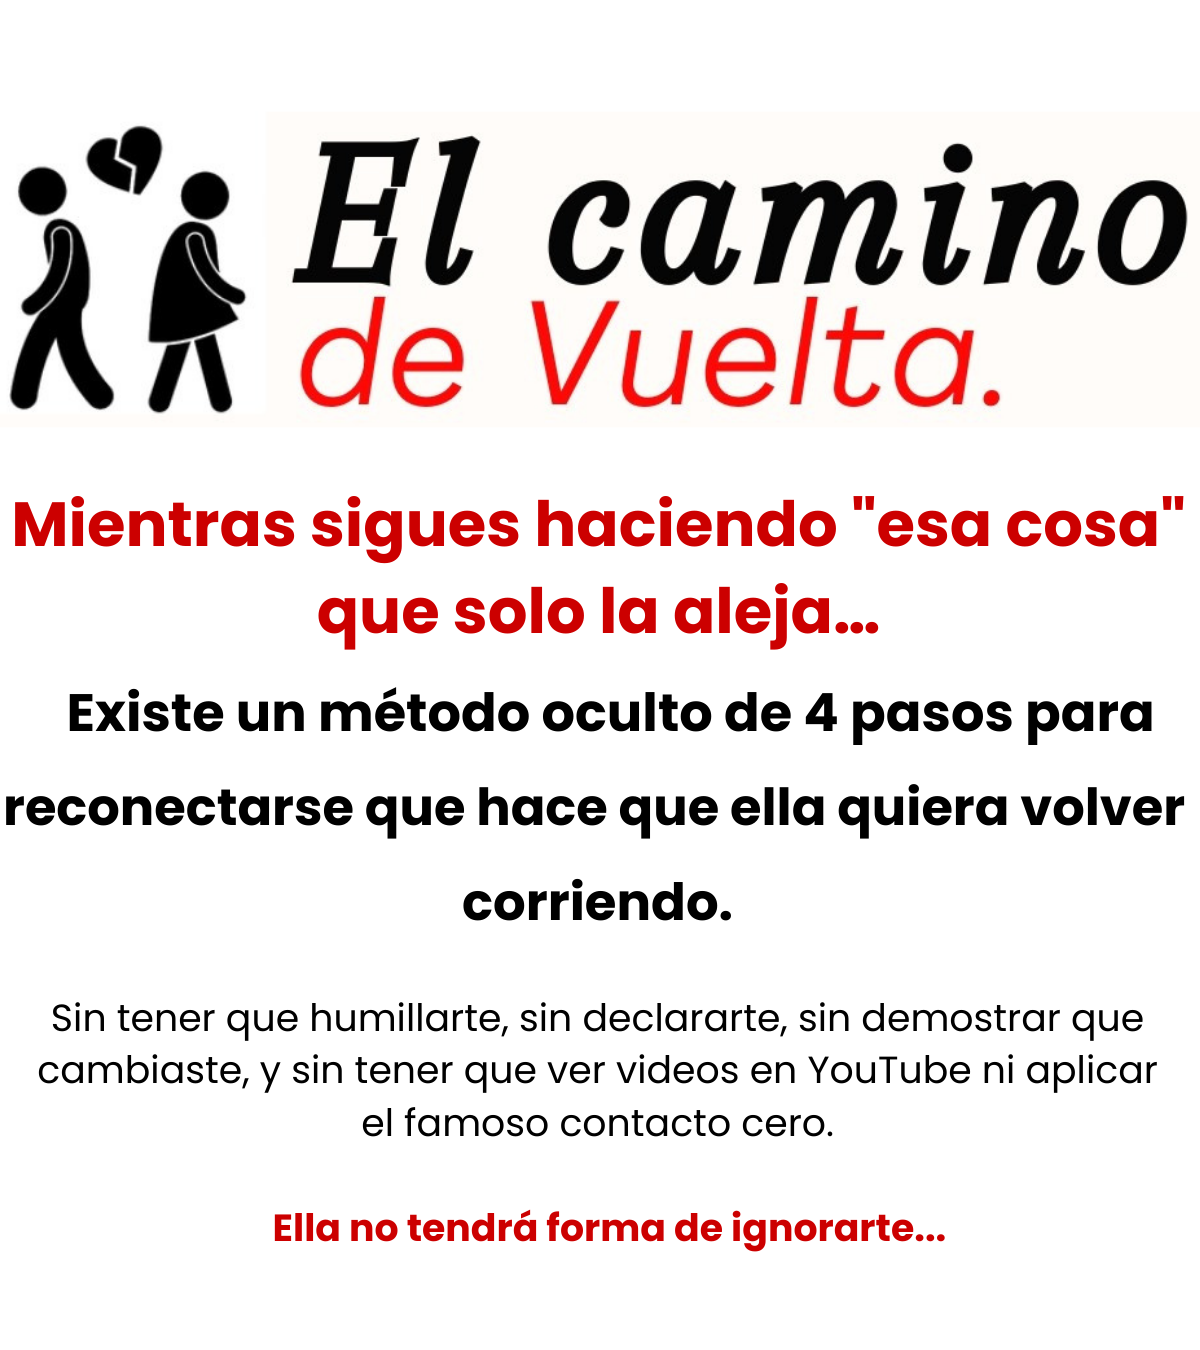 El camino
de Vuelta.
Mientras sigues haciendo "esa cosa"
que solo la aleja...
Existe un método oculto de 4 pasos para
reconectarse que hace que ella quiera volver
corriendo.
Sin tener que humillarte, sin declararte, sin demostrar que
cambiaste, y sin tener que ver videos en YouTube ni aplicar
el famoso contacto cero.
Ella no tendrá forma de ignorarte...